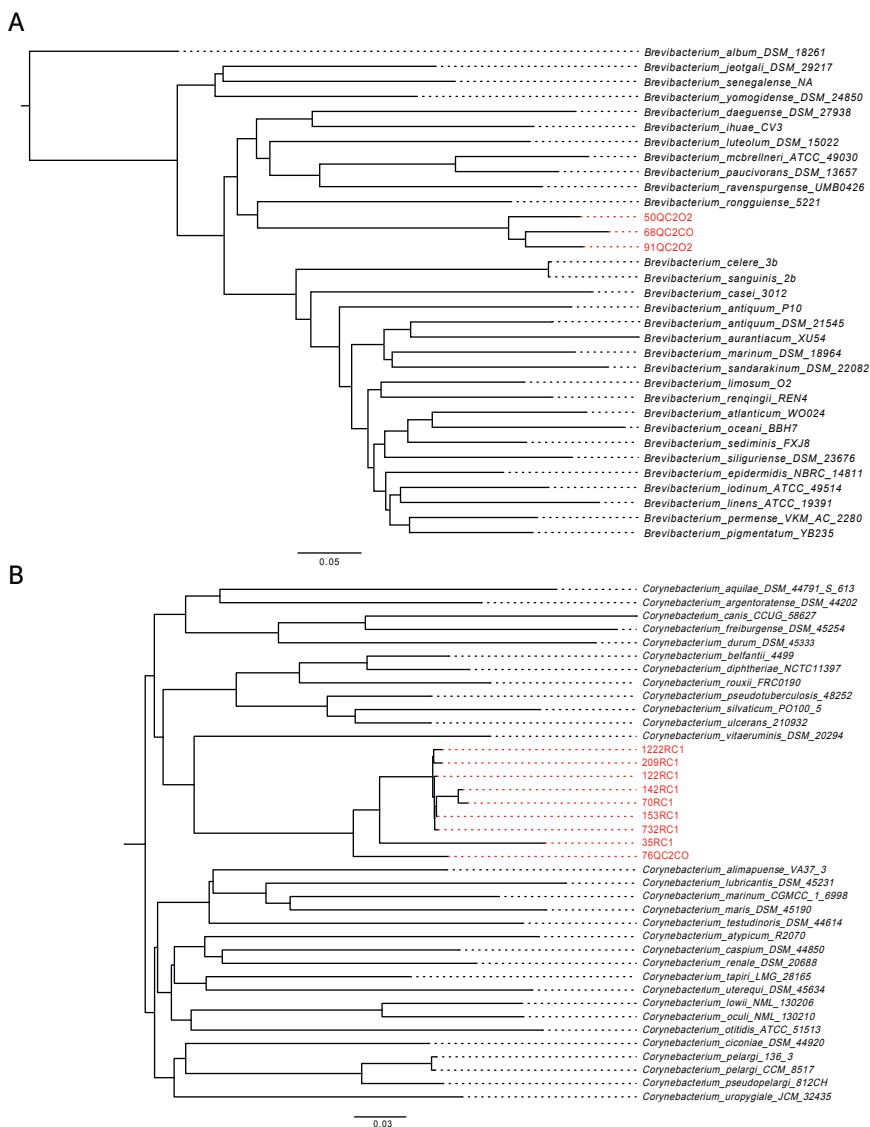 A
Brevibacterium_album_DSM_18261
Brevibacterium_jeotgali_DSM_29217
Brevibacterium_senegalense_NA
Brevibacterium_yomogidense_DSM_24850
Brevibacterium_daeguense_DSM_27938
Brevibacterium_ihuae_CV3
Brevibacterium_luteolum_DSM_15022
Brevibacterium_mcbrellneri_ATCC_49030
Brevibacterium_paucivorans_DSM_13657
Brevibacterium_ravenspurgense_UMB0426
Brevibacterium_rongguiense_5221
50QC2O2
68QC2CO
91QC2O2
Brevibacterium_celere_3b
Brevibacterium_sanguinis_2b
Brevibacterium_casei_3012
Brevibacterium_antiquum_P10
Brevibacterium_antiquum_DSM_21545
Brevibacterium_aurantiacum_XU54
Brevibacterium_marinum_DSM_18964
Brevibacterium_sandarakinum_DSM_22082
Brevibacterium_limosum_O2
Brevibacterium_renqingii_REN4
Brevibacterium_atlanticum_WO024
Brevibacterium_oceani_BBH7
Brevibacterium_sediminis_FXJ8
Brevibacterium_siliguriense_DSM_23676
Brevibacterium_epidermidis_NBRC_14811
Brevibacterium_iodinum_ATCC_49514
Brevibacterium_linens_ATCC_19391
Brevibacterium_permense_VKM_AC_2280
Brevibacterium_pigmentatum_YB235
0.05
B
Corynebacterium_aquilae_DSM_44791_S_613
Corynebacterium_argentoratense_DSM_44202
Corynebacterium_canis_CCUG_58627
Corynebacterium_freiburgense_DSM_45254
Corynebacterium_durum_DSM_45333
Corynebacterium_belfantii_4499
Corynebacterium_diphtheriae_NCTC11397
Corynebacterium_rouxii_FRC0190
Corynebacterium_pseudotuberculosis_48252
Corynebacterium_silvaticum_PO100_5
Corynebacterium_ulcerans_210932
Corynebacterium_vitaeruminis_DSM_20294
1222RC1
209RC1
122RC1
142RC1
70RC1
153RC1
732RC1
35RC1
76QC2CO
Corynebacterium_alimapuense_VA37_3
Corynebacterium_lubricantis_DSM_45231
Corynebacterium_marinum_CGMCC_1_6998
Corynebacterium_maris_DSM_45190
Corynebacterium_testudinoris_DSM_44614
Corynebacterium_atypicum_R2070
Corynebacterium_caspium_DSM_44850
Corynebacterium_renale_DSM_20688
Corynebacterium_tapiri_LMG_28165
Corynebacterium_uterequi_DSM_45634
Corynebacterium_lowii_NML_130206
Corynebacterium_oculi_NML_130210
Corynebacterium_otitidis_ATCC_51513
Corynebacterium_ciconiae_DSM_44920
Corynebacterium_pelargi_136_3
Corynebacterium_pelargi_CCM_8517
Corynebacterium_pseudopelargi_812CH
Corynebacterium_uropygiale_JCM_32435
0.03